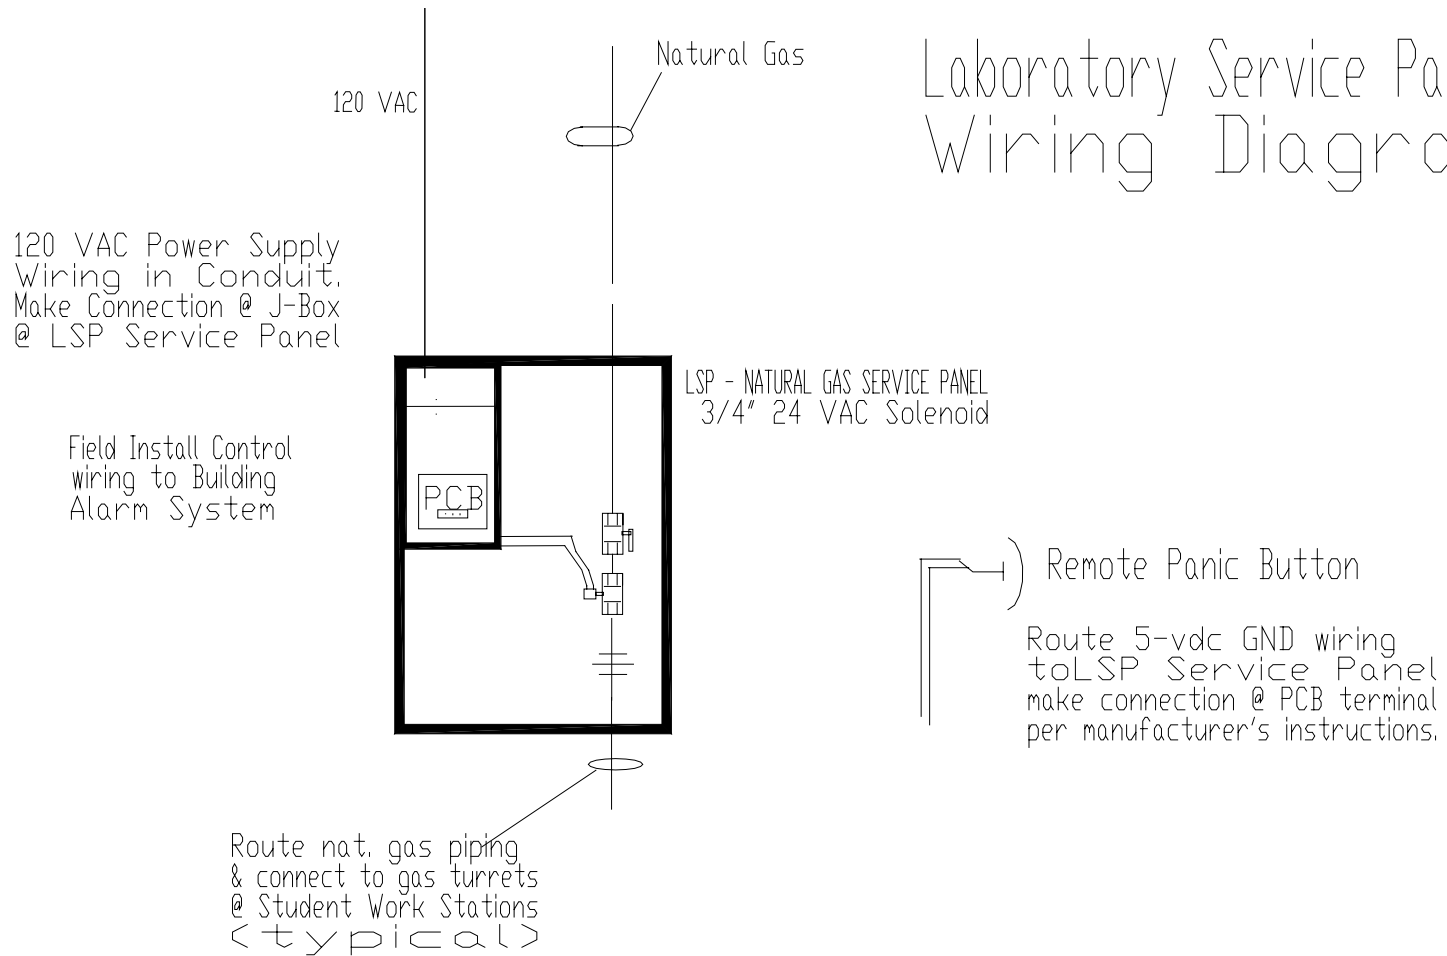 Natural Gas
120 VAC
Laboratory Service Pa
Wiring Diagra
120 VAC Power Supply
Wiring in Conduit.
Make Connection @ J-Box
@ LSP Service Panel
LSP - NATURAL GAS SERVICE PANEL
3/4" 24 VAC Solenoid
Field Install Control
wiring to Building
Alarm System
PCB
Remote Panic Button
Route 5-vdc GND wiring
toLSP Service Panel
make connection @ PCB terminal
per manufacturer's instructions.
Route nat. gas piping
& connect to gas turrets
@ Student Work Stations
<typical>